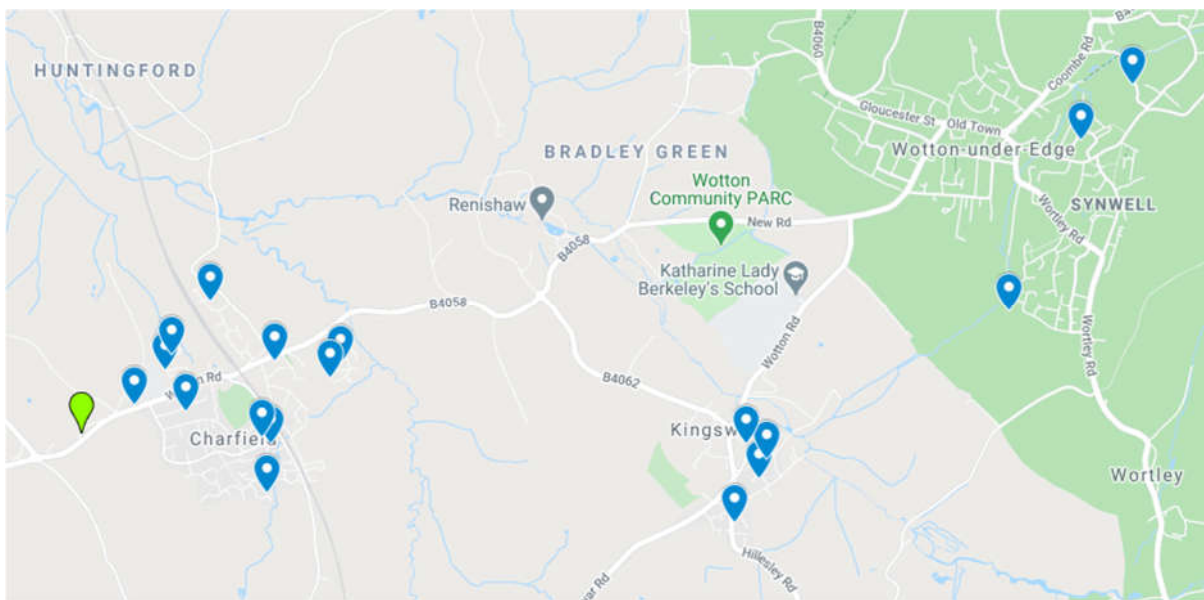 HUNTINGFORD
B4060
Coombe Rd
Gloucester St
Old Town
Wotton-under-Edge
BRADLEY GREEN
Wotton
Community PARC
Renishaw
New Rd
SYNWELL
Wortley Rd
B4058
Katharine Lady
Berkeley's School
B4058
Wotton Rd
Wortley Rd
B4062
Charfield
Kingsw
Wortley
Hillesley Rd
Rd